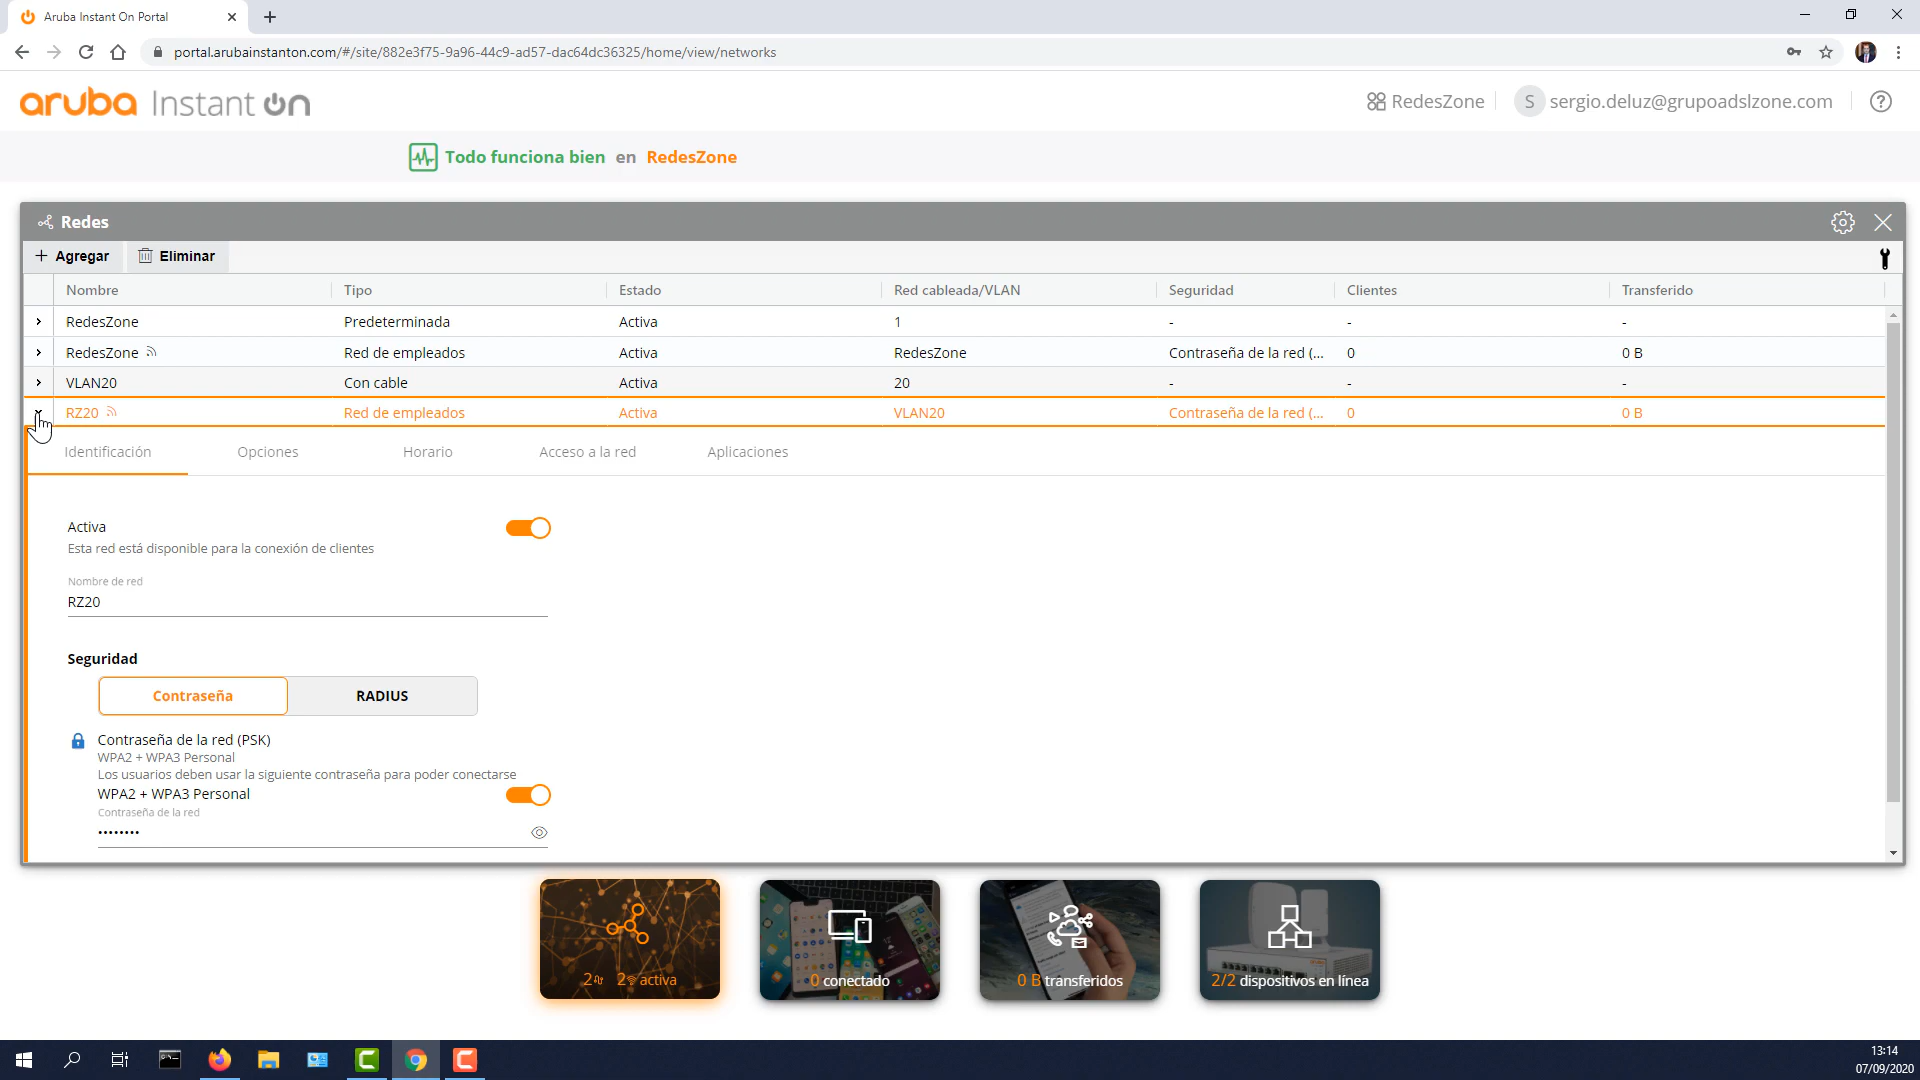 Aruba Instant On Portal
portal.arubainstanton.com/#/site/882e3f75-9a96-44c9-ad57-dac64dc36325/home/view/networks
aruba Instant On
RedesZone
S sergio.deluz@grupoadslzone.com
Todo funciona bien en RedesZone
Redes
+ Agregar
Eliminar
Nombre Tipo Estado Red cableada/VLAN Seguridad Clientes Transferido
RedesZone Predeterminada Activa 1 - - -
RedesZone Red de empleados Activa RedesZone Contraseña de la red (... 0 0 B
VLAN20 Con cable Activa 20 - - -
RZ20 Red de empleados Activa VLAN20 Contraseña de la red (... 0 0 B
Identificación Opciones Horario Acceso a la red Aplicaciones
Activa
Esta red está disponible para la conexión de clientes
Nombre de red
RZ20
Seguridad
Contraseña RADIUS
Contraseña de la red (PSK)
WPA2 + WPA3 Personal
Los usuarios deben usar la siguiente contraseña para poder conectarse
WPA2 + WPA3 Personal
Contraseña de la red
••••••••
2 2 activa
0 conectado
0 B transferidos
2/2 dispositivos en línea
13:14
07/09/2020